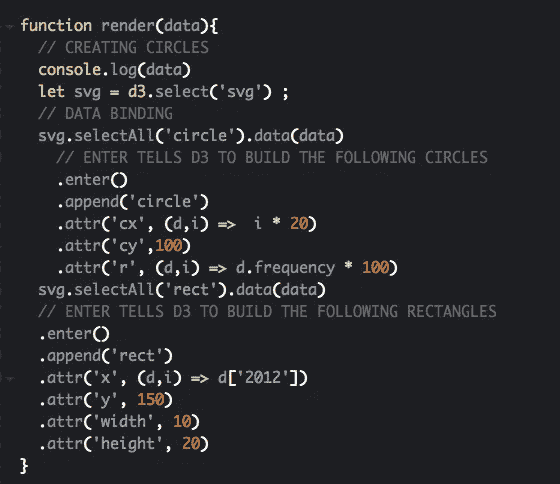 function render(data){
// CREATING CIRCLES
console.log(data)
let svg = d3.select('svg') ;
// DATA BINDING
svg.selectAll('circle').data(data)
// ENTER TELLS D3 TO BUILD THE FOLLOWING CIRCLES
.enter()
.append('circle')
.attr('cx', (d,i) =>  i * 20)
.attr('cy',100)
.attr('r', (d,i) => d.frequency * 100)
svg.selectAll('rect').data(data)
// ENTER TELLS D3 TO BUILD THE FOLLOWING RECTANGLES
.enter()
.append('rect')
.attr('x', (d,i) => d['2012'])
.attr('y', 150)
.attr('width', 10)
.attr('height', 20)
}